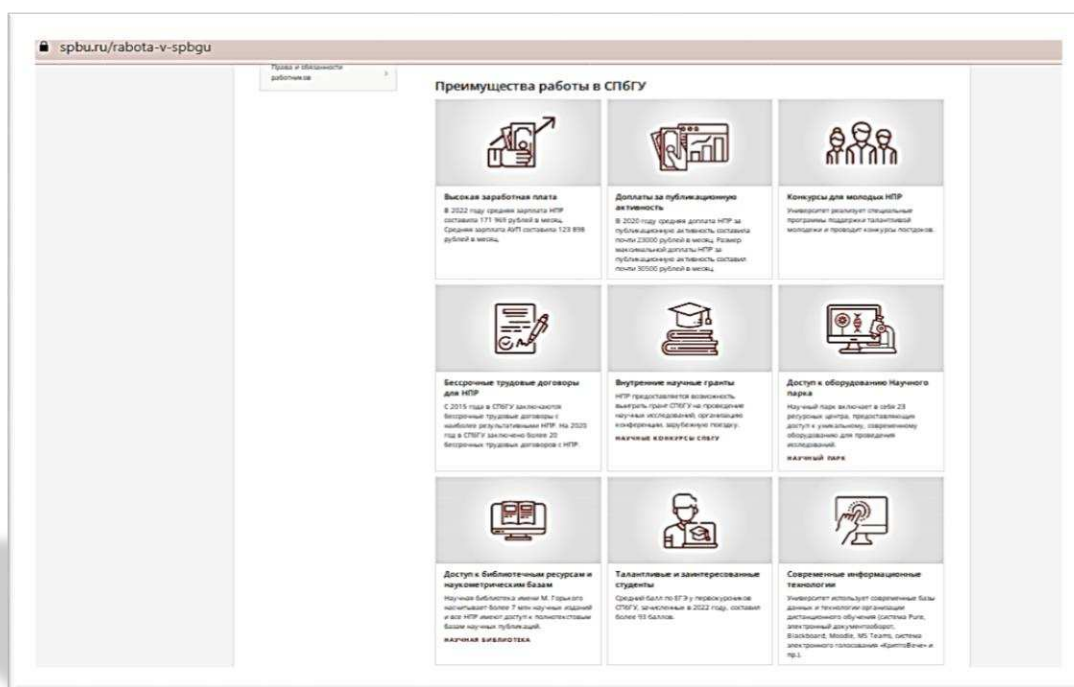 spbu.ru/rabota-v-spbgu
Права и обязанности
работников
Преимущества работы в СПбГУ
Высокая заработная плата
В 2022 году средняя зарплата НПР
составила 171 969 рублей в месяц.
Средняя зарплата АУП составила 123 898
рублей в месяц.
Доплаты за публикационную
активность
В 2020 году средняя доплата НПР за
публикационную активность составила
почти 23000 рублей в месяц. Размер
максимальной доплаты НПР за
публикационную активность составил
почти 30500 рублей в месяц.
Конкурсы для молодых НПР
Университет реализует специальные
программы поддержки талантливой
молодежи и проводит конкурсы постдоков.
Бессрочные трудовые договоры
для НПР
С 2015 года в СПбГУ заключаются
бессрочные трудовые договоры с
наиболее результативными НПР. На 2020
год в СПбГУ заключено более 20
бессрочных трудовых договоров с НПР.
Внутренние научные гранты
НПР предоставляется возможность
выиграть грант СПбГУ на проведение
научных исследований, организацию
конференции, зарубежную поездку.
НАУЧНЫЕ КОНКУРСЫ СПБГУ
Доступ к оборудованию Научного
парка
Научный парк включает в себя 23
ресурсных центра, предоставляющих
доступ к уникальному, современному
оборудованию для проведения
исследований.
НАУЧНЫЙ ПАРК
Доступ к библиотечным ресурсам и
наукометрическим базам
Научная библиотека имени М. Горького
насчитывает более 7 млн научных изданий
и все НПР имеют доступ к полнотекстовым
базам научных публикаций.
НАУЧНАЯ БИБЛИОТЕКА
Талантливые и заинтересованные
студенты
Средний балл по ЕГЭ у первокурсников
СПбГУ, зачисленных в 2022 году, составил
более 93 баллов.
Современные информационные
технологии
Университет использует современные базы
данных и технологии организации
дистанционного обучения (система Pure,
электронный документооборот,
Blackboard, Moodle, MS Teams, система
электронного голосования «КриптоВече» и
пр.).